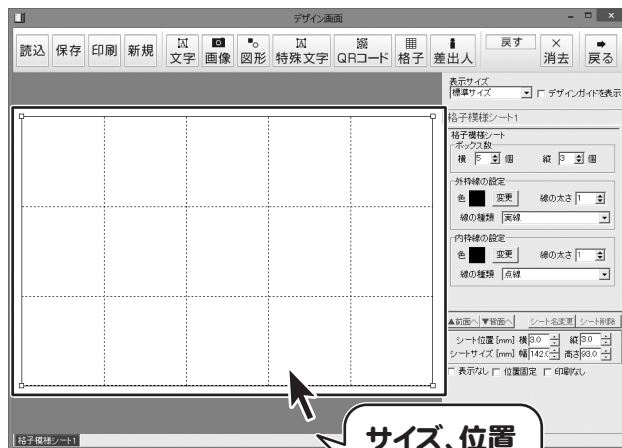 デザイン画面
読込 保存 印刷 新規 文字 画像 図形 特殊文字 QRコード 格子 差出人 戻す 消去 戻る
表示サイズ
標準サイズ デザインガイドを表示
格子模様シート1
格子模様シート
ボックス数
横 5 個 縦 3 個
外枠線の設定
色 変更 線の太さ 1
線の種類 実線
内枠線の設定
色 変更 線の太さ 1
線の種類 点線
▲前面へ ▼背面へ シート名変更 シート削除
シート位置 [mm] 横 3.0 縦 3.0
シートサイズ [mm] 幅 142.0 高さ 93.0
表示なし 位置固定 印刷なし
サイズ、位置
格子模様シート1